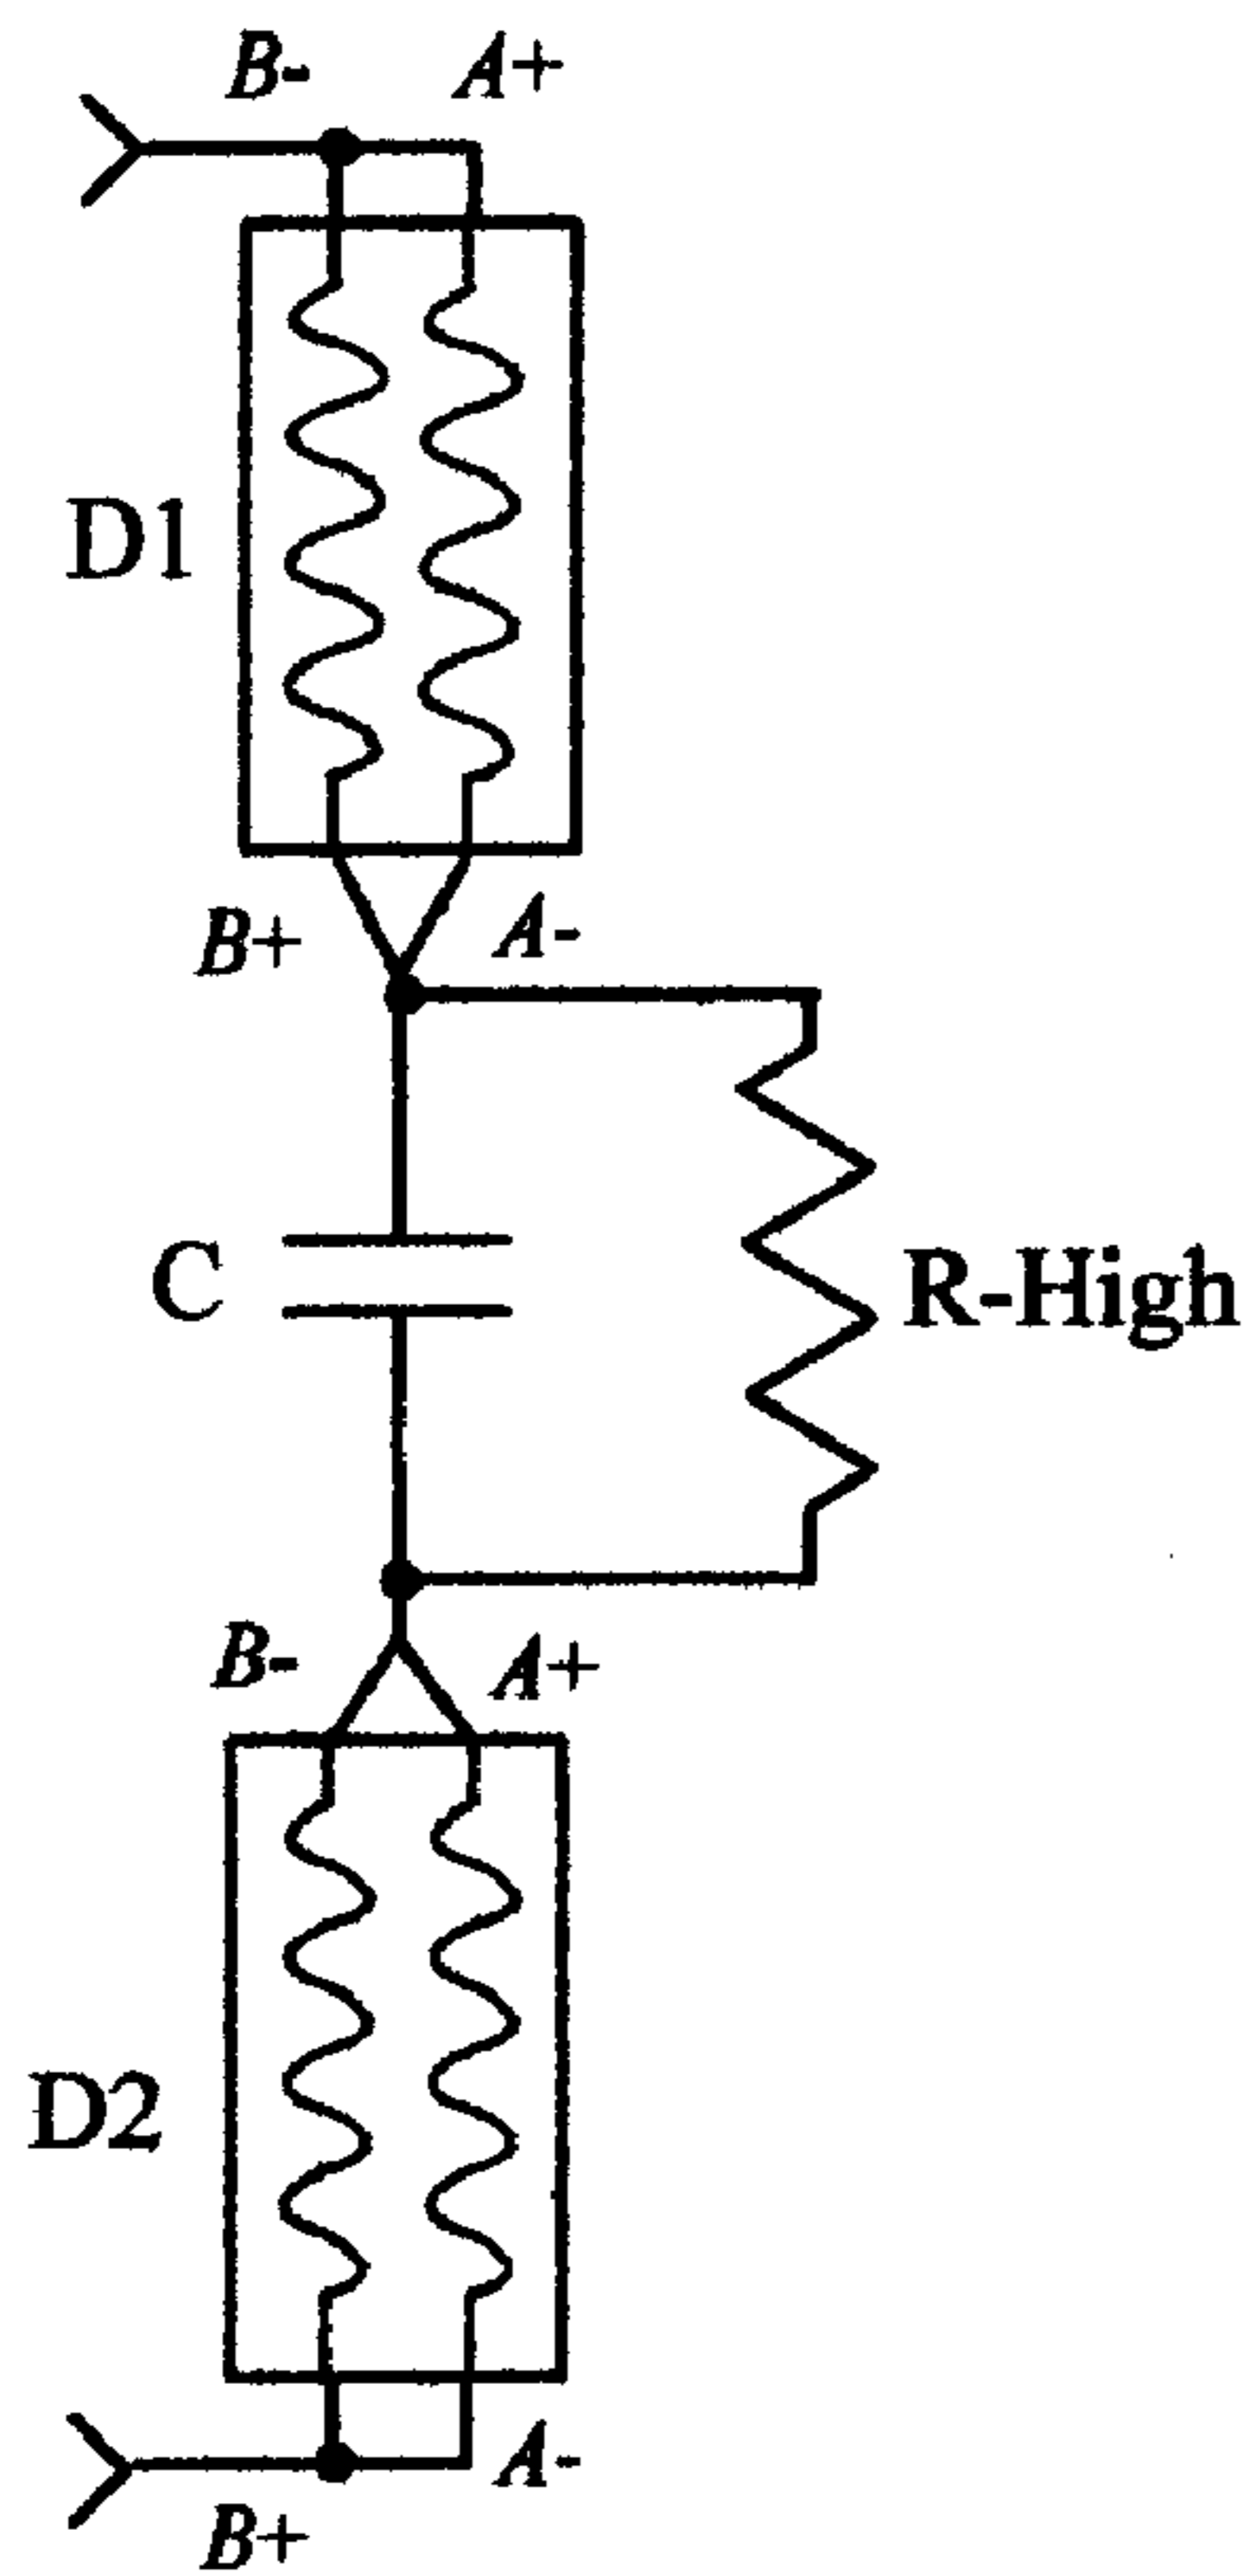 B- A+
D1
B+ A-
C R-High
B- A+
D2
A-
B+